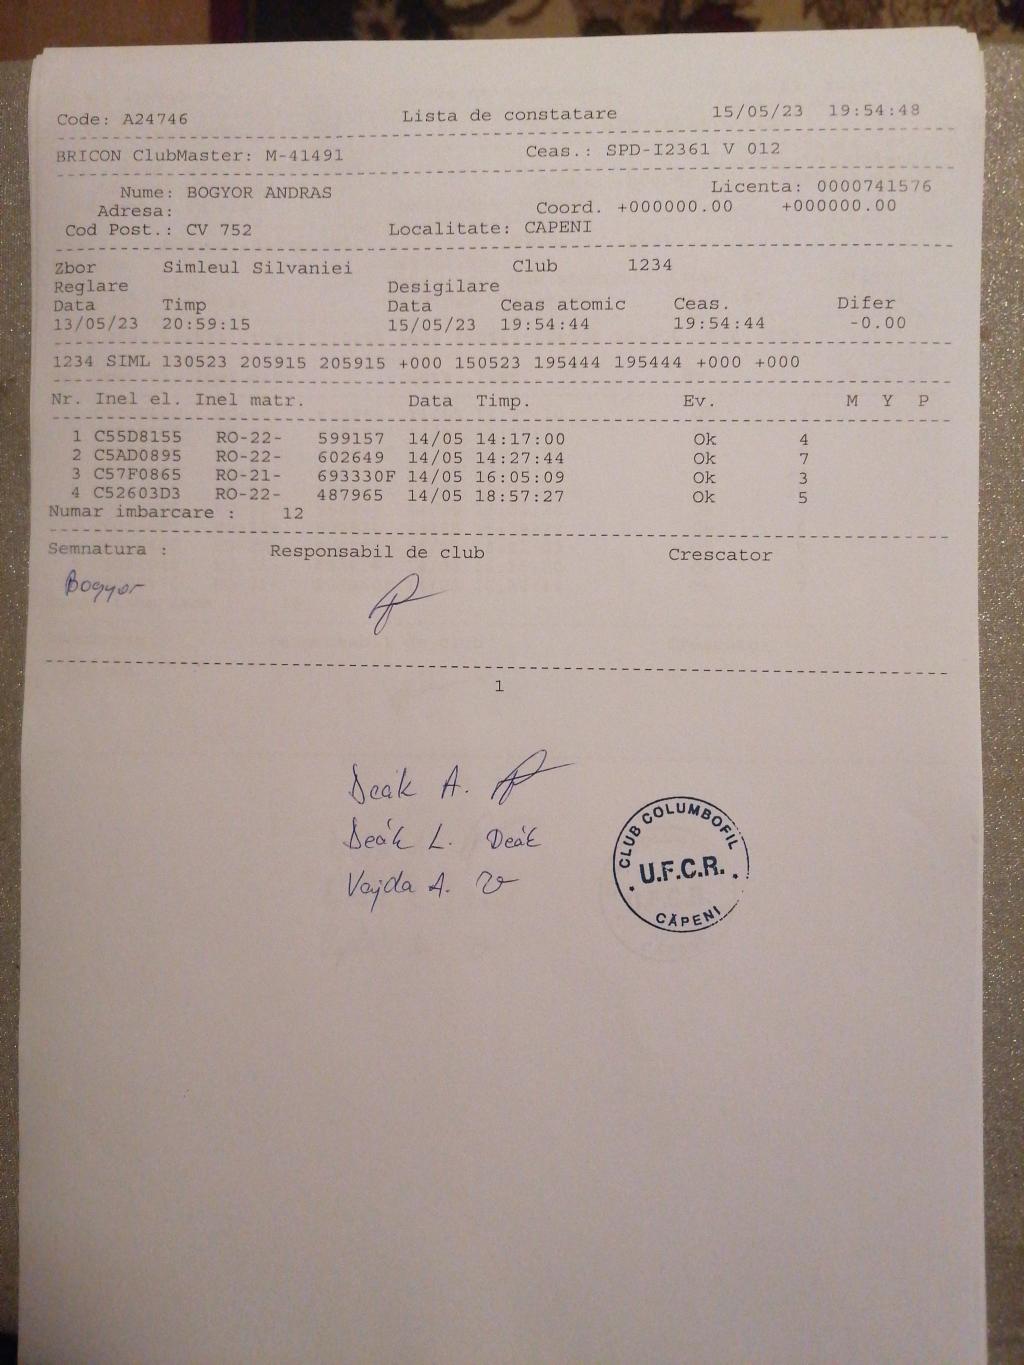 Code: A24746 Lista de constatare 15/05/23 19:54:48
BRICON ClubMaster: M-41491 Ceas.: SPD-I2361 V 012
Nume: BOGYOR ANDRAS Licenta: 0000741576
Adresa: Coord. +000000.00 +000000.00
Cod Post.: CV 752 Localitate: CAPENI
Zbor Simleul Silvaniei Club 1234
Reglare Desigilare
Data Timp Data Ceas atomic Ceas. Difer
13/05/23 20:59:15 15/05/23 19:54:44 19:54:44 -0.00
1234 SIML 130523 205915 205915 +000 150523 195444 195444 +000 +000
Nr. Inel el. Inel matr. Data Timp. Ev. M Y P
1 C55D8155 RO-22- 599157 14/05 14:17:00 Ok 4
2 C5AD0895 RO-22- 602649 14/05 14:27:44 Ok 7
3 C57F0865 RO-21- 693330F 14/05 16:05:09 Ok 3
4 C52603D3 RO-22- 487965 14/05 18:57:27 Ok 5
Numar imbarcare : 12
Semnatura : Responsabil de club Crescator
Bogyor
1
Deák A.
Deák L. Deák
Vajda A.
CLUB COLUMBOFIL
U.F.C.R.
CĂPENI